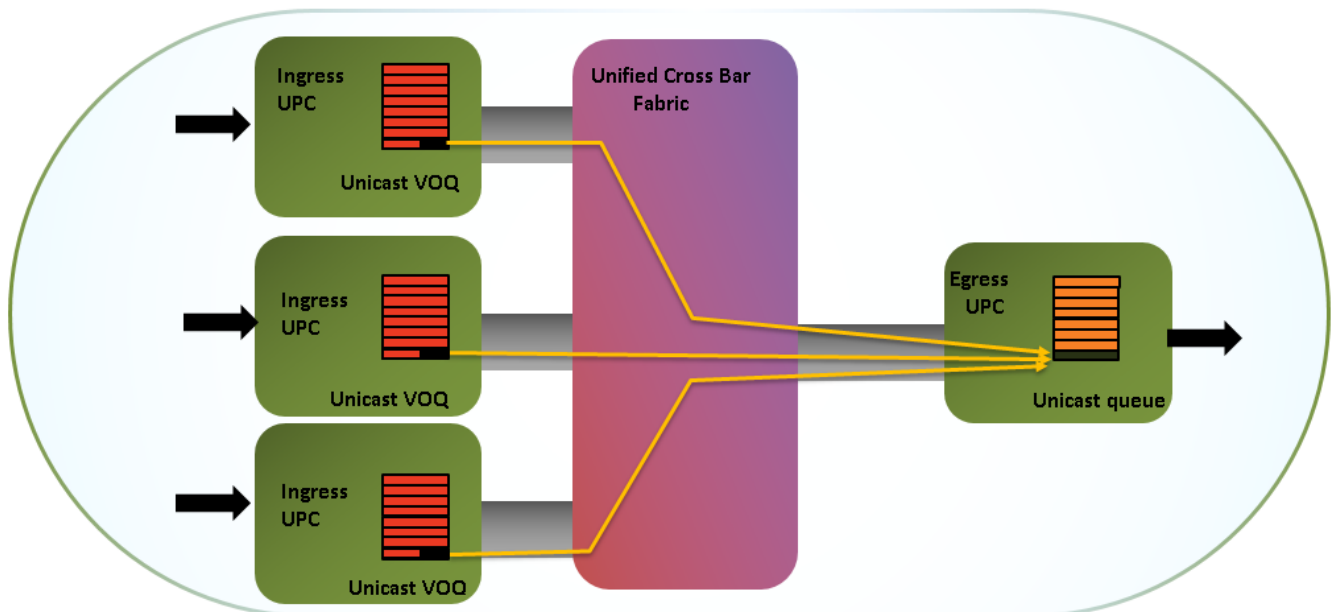 Ingress
UPC
Unicast VOQ
Unified Cross Bar
Fabric
Ingress
UPC
Unicast VOQ
Egress
UPC
Unicast queue
Ingress
UPC
Unicast VOQ